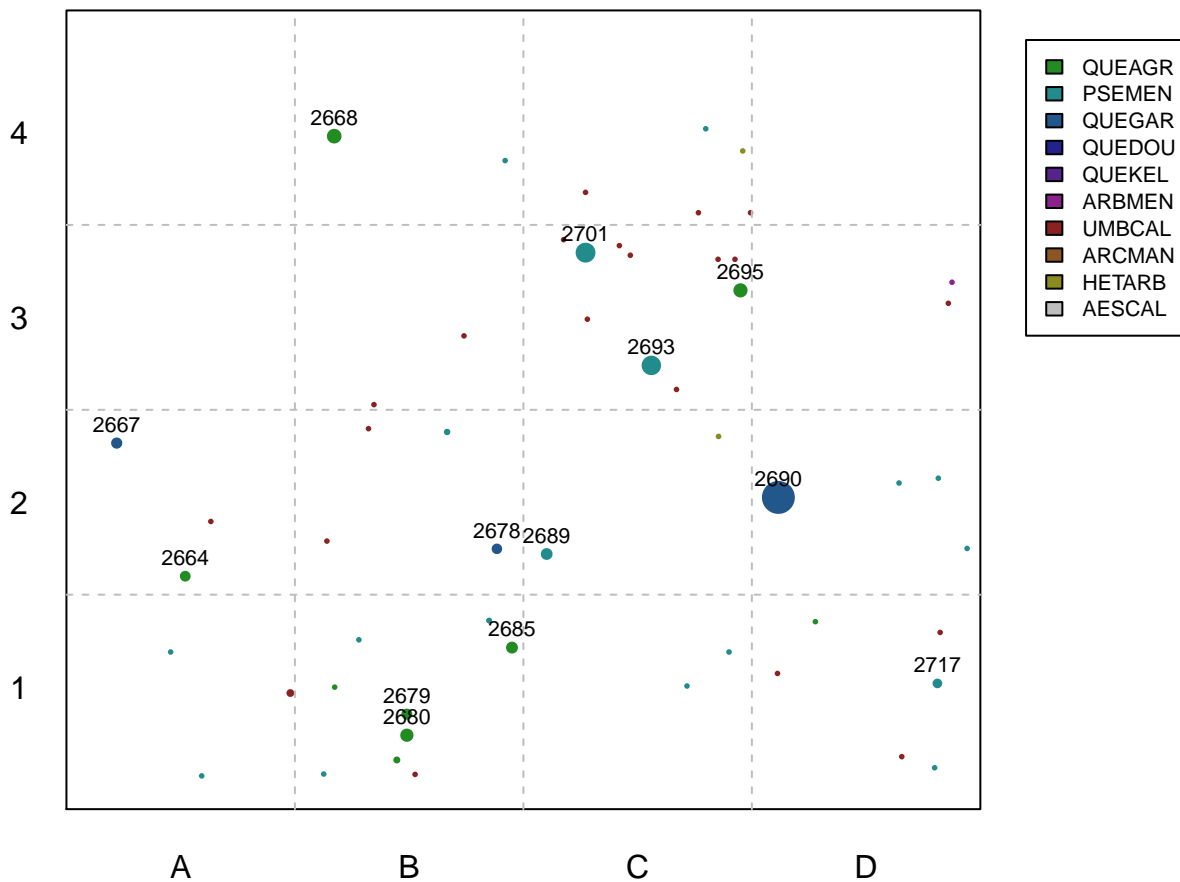 4
3
2
1
A
B
C
D
2668
2701
2695
2693
2667
2690
2678
2689
2664
2685
2717
2679
2680
QUEAGR
PSEMEN
QUEGAR
QUEDOU
QUEKEL
ARBMEN
UMBCAL
ARCMAN
HETARB
AESCAL